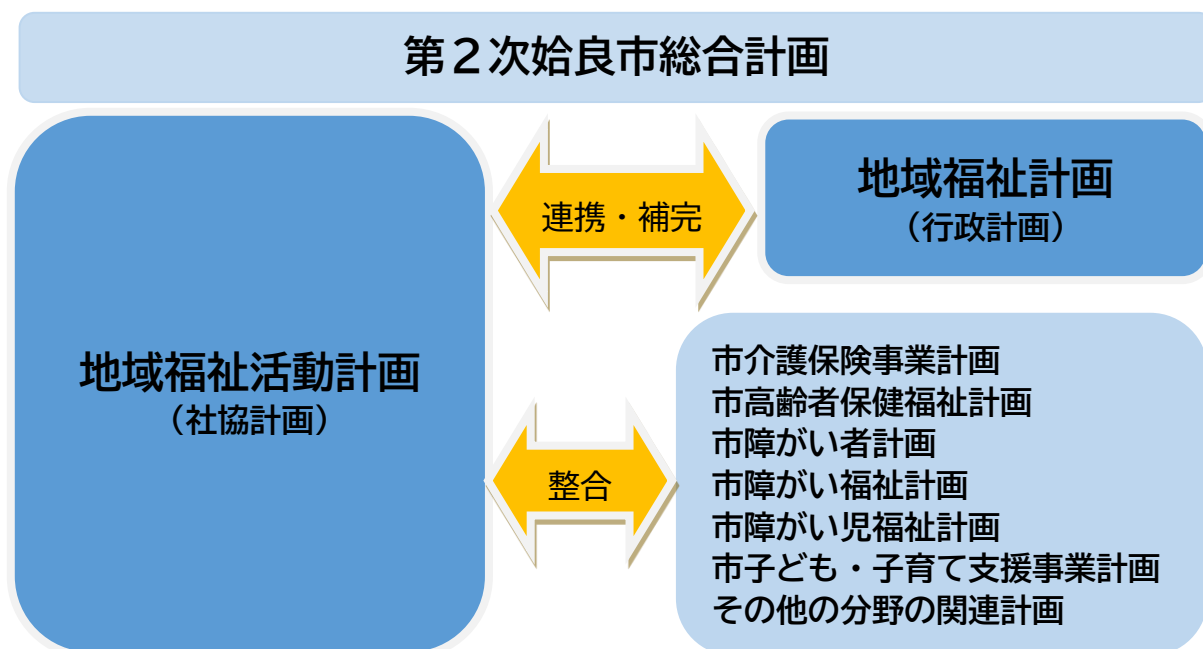 第２次姶良市総合計画
地域福祉活動計画
（社協計画）
連携・補完
地域福祉計画
（行政計画）
整合
市介護保険事業計画
市高齢者保健福祉計画
市障がい者計画
市障がい福祉計画
市障がい児福祉計画
市子ども・子育て支援事業計画
その他の分野の関連計画